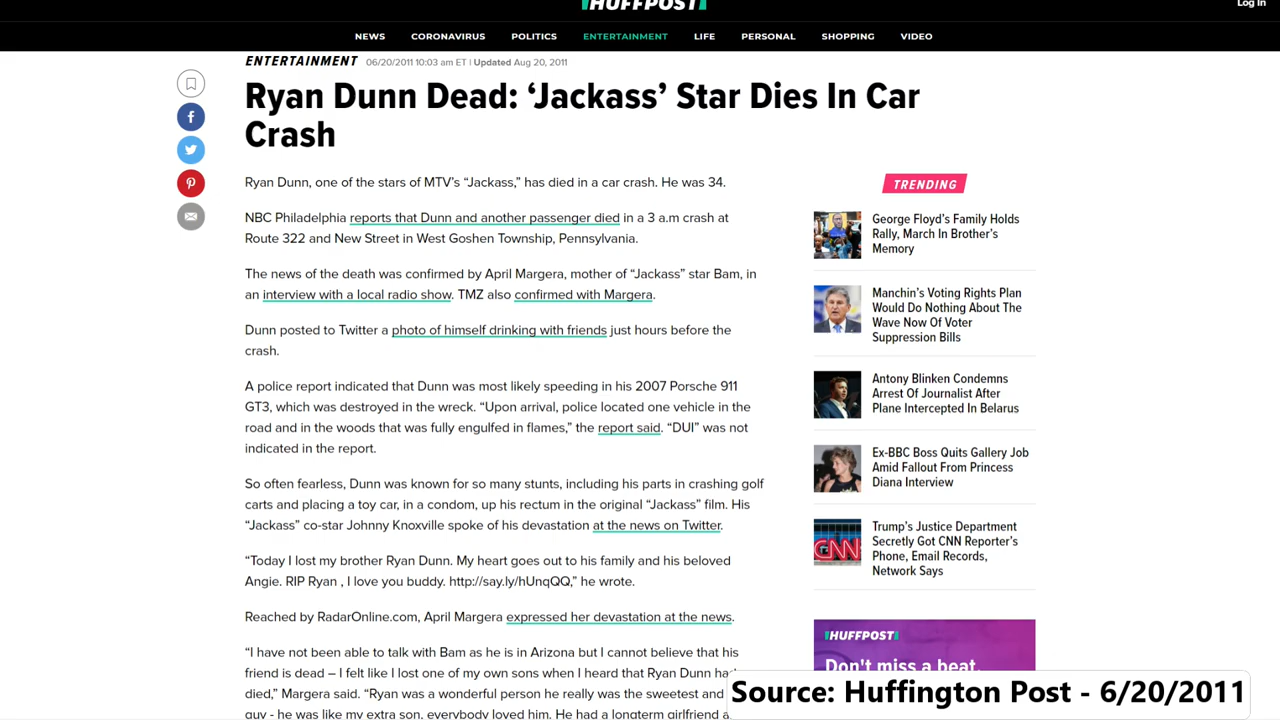 HUFFPOST
Log In
NEWS CORONAVIRUS POLITICS ENTERTAINMENT LIFE PERSONAL SHOPPING VIDEO
ENTERTAINMENT 06/20/2011 10:03 am ET | Updated Aug 20, 2011
Ryan Dunn Dead: ‘Jackass’ Star Dies In Car
Crash
Ryan Dunn, one of the stars of MTV’s “Jackass,” has died in a car crash. He was 34.
NBC Philadelphia reports that Dunn and another passenger died in a 3 a.m crash at
Route 322 and New Street in West Goshen Township, Pennsylvania.
The news of the death was confirmed by April Margera, mother of “Jackass” star Bam, in
an interview with a local radio show. TMZ also confirmed with Margera.
Dunn posted to Twitter a photo of himself drinking with friends just hours before the
crash.
A police report indicated that Dunn was most likely speeding in his 2007 Porsche 911
GT3, which was destroyed in the wreck. “Upon arrival, police located one vehicle in the
road and in the woods that was fully engulfed in flames,” the report said. “DUI” was not
indicated in the report.
So often fearless, Dunn was known for so many stunts, including his parts in crashing golf
carts and placing a toy car, in a condom, up his rectum in the original “Jackass” film. His
“Jackass” co-star Johnny Knoxville spoke of his devastation at the news on Twitter.
“Today I lost my brother Ryan Dunn. My heart goes out to his family and his beloved
Angie. RIP Ryan , I love you buddy. http://say.ly/hUnqQQ,” he wrote.
Reached by RadarOnline.com, April Margera expressed her devastation at the news.
“I have not been able to talk with Bam as he is in Arizona but I cannot believe that his
friend is dead – I felt like I lost one of my own sons when I heard that Ryan Dunn had
died,” Margera said. “Ryan was a wonderful person he really was the sweetest and
guy - he was like my extra son, everybody loved him. He had a longterm girlfriend
TRENDING
George Floyd’s Family Holds
Rally, March In Brother’s
Memory
Manchin’s Voting Rights Plan
Would Do Nothing About The
Wave Now Of Voter
Suppression Bills
Antony Blinken Condemns
Arrest Of Journalist After
Plane Intercepted In Belarus
Ex-BBC Boss Quits Gallery Job
Amid Fallout From Princess
Diana Interview
CNN
Trump’s Justice Department
Secretly Got CNN Reporter’s
Phone, Email Records,
Network Says
HUFFPOST
Don't miss a beat.
Source: Huffington Post - 6/20/2011